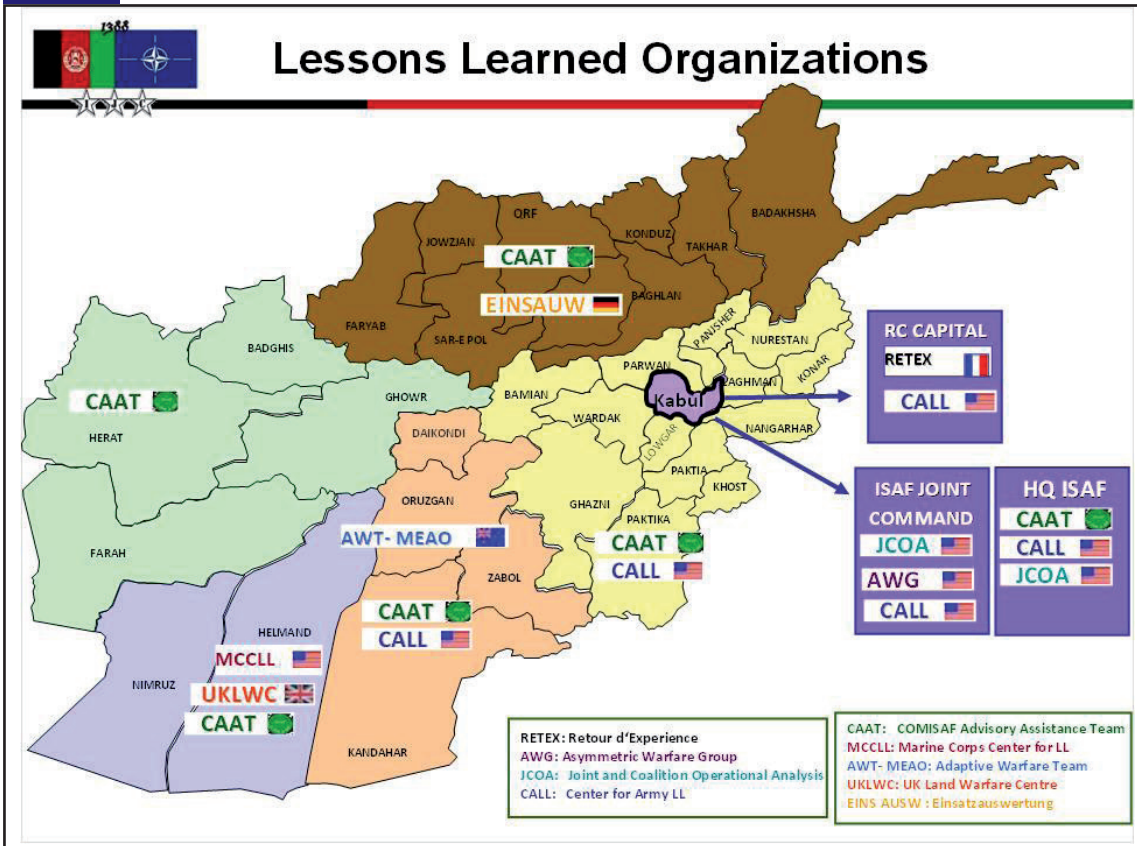 1388
Lessons Learned Organizations
I J C
BADAKHSHA
QRF
KONDUZ
TAKHAR
JOWZJAN
CAAT
BAGHLAN
EINSAUW
FARYAB
SAR-E POL
PANJSHER
NURESTAN
BADGHIS
PARWAN
LAGHMAN
KONAR
RC CAPITAL
RETEX
CALL
CAAT
GHOWR
BAMIAN
Kabul
HERAT
WARDAK
NANGARHAR
DAIKONDI
LOWGAR
PAKTIA
KHOST
ORUZGAN
GHAZNI
PAKTIKA
ISAF JOINT
COMMAND
JCOA
AWG
CALL
HQ ISAF
CAAT
CALL
JCOA
AWT- MEAO
CAAT
CALL
FARAH
ZABOL
CAAT
CALL
HELMAND
MCCLL
NIMRUZ
UKLWC
CAAT
KANDAHAR
RETEX: Retour d'Experience
AWG: Asymmetric Warfare Group
JCOA: Joint and Coalition Operational Analysis
CALL: Center for Army LL
CAAT: COMISAF Advisory Assistance Team
MCCLL: Marine Corps Center for LL
AWT- MEAO: Adaptive Warfare Team
UKLWC: UK Land Warfare Centre
EINS AUSW : Einsatzauswertung